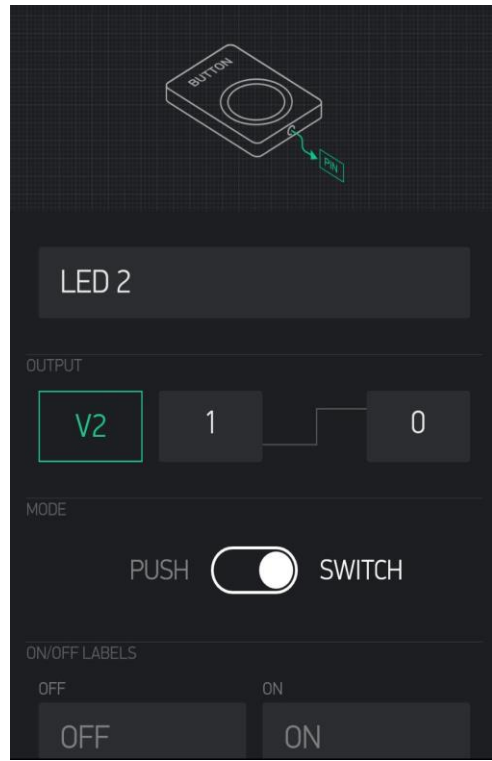 BUTTON
PIN
LED 2
OUTPUT
V2 1 0
MODE
PUSH SWITCH
ON/OFF LABELS
OFF ON
OFF ON